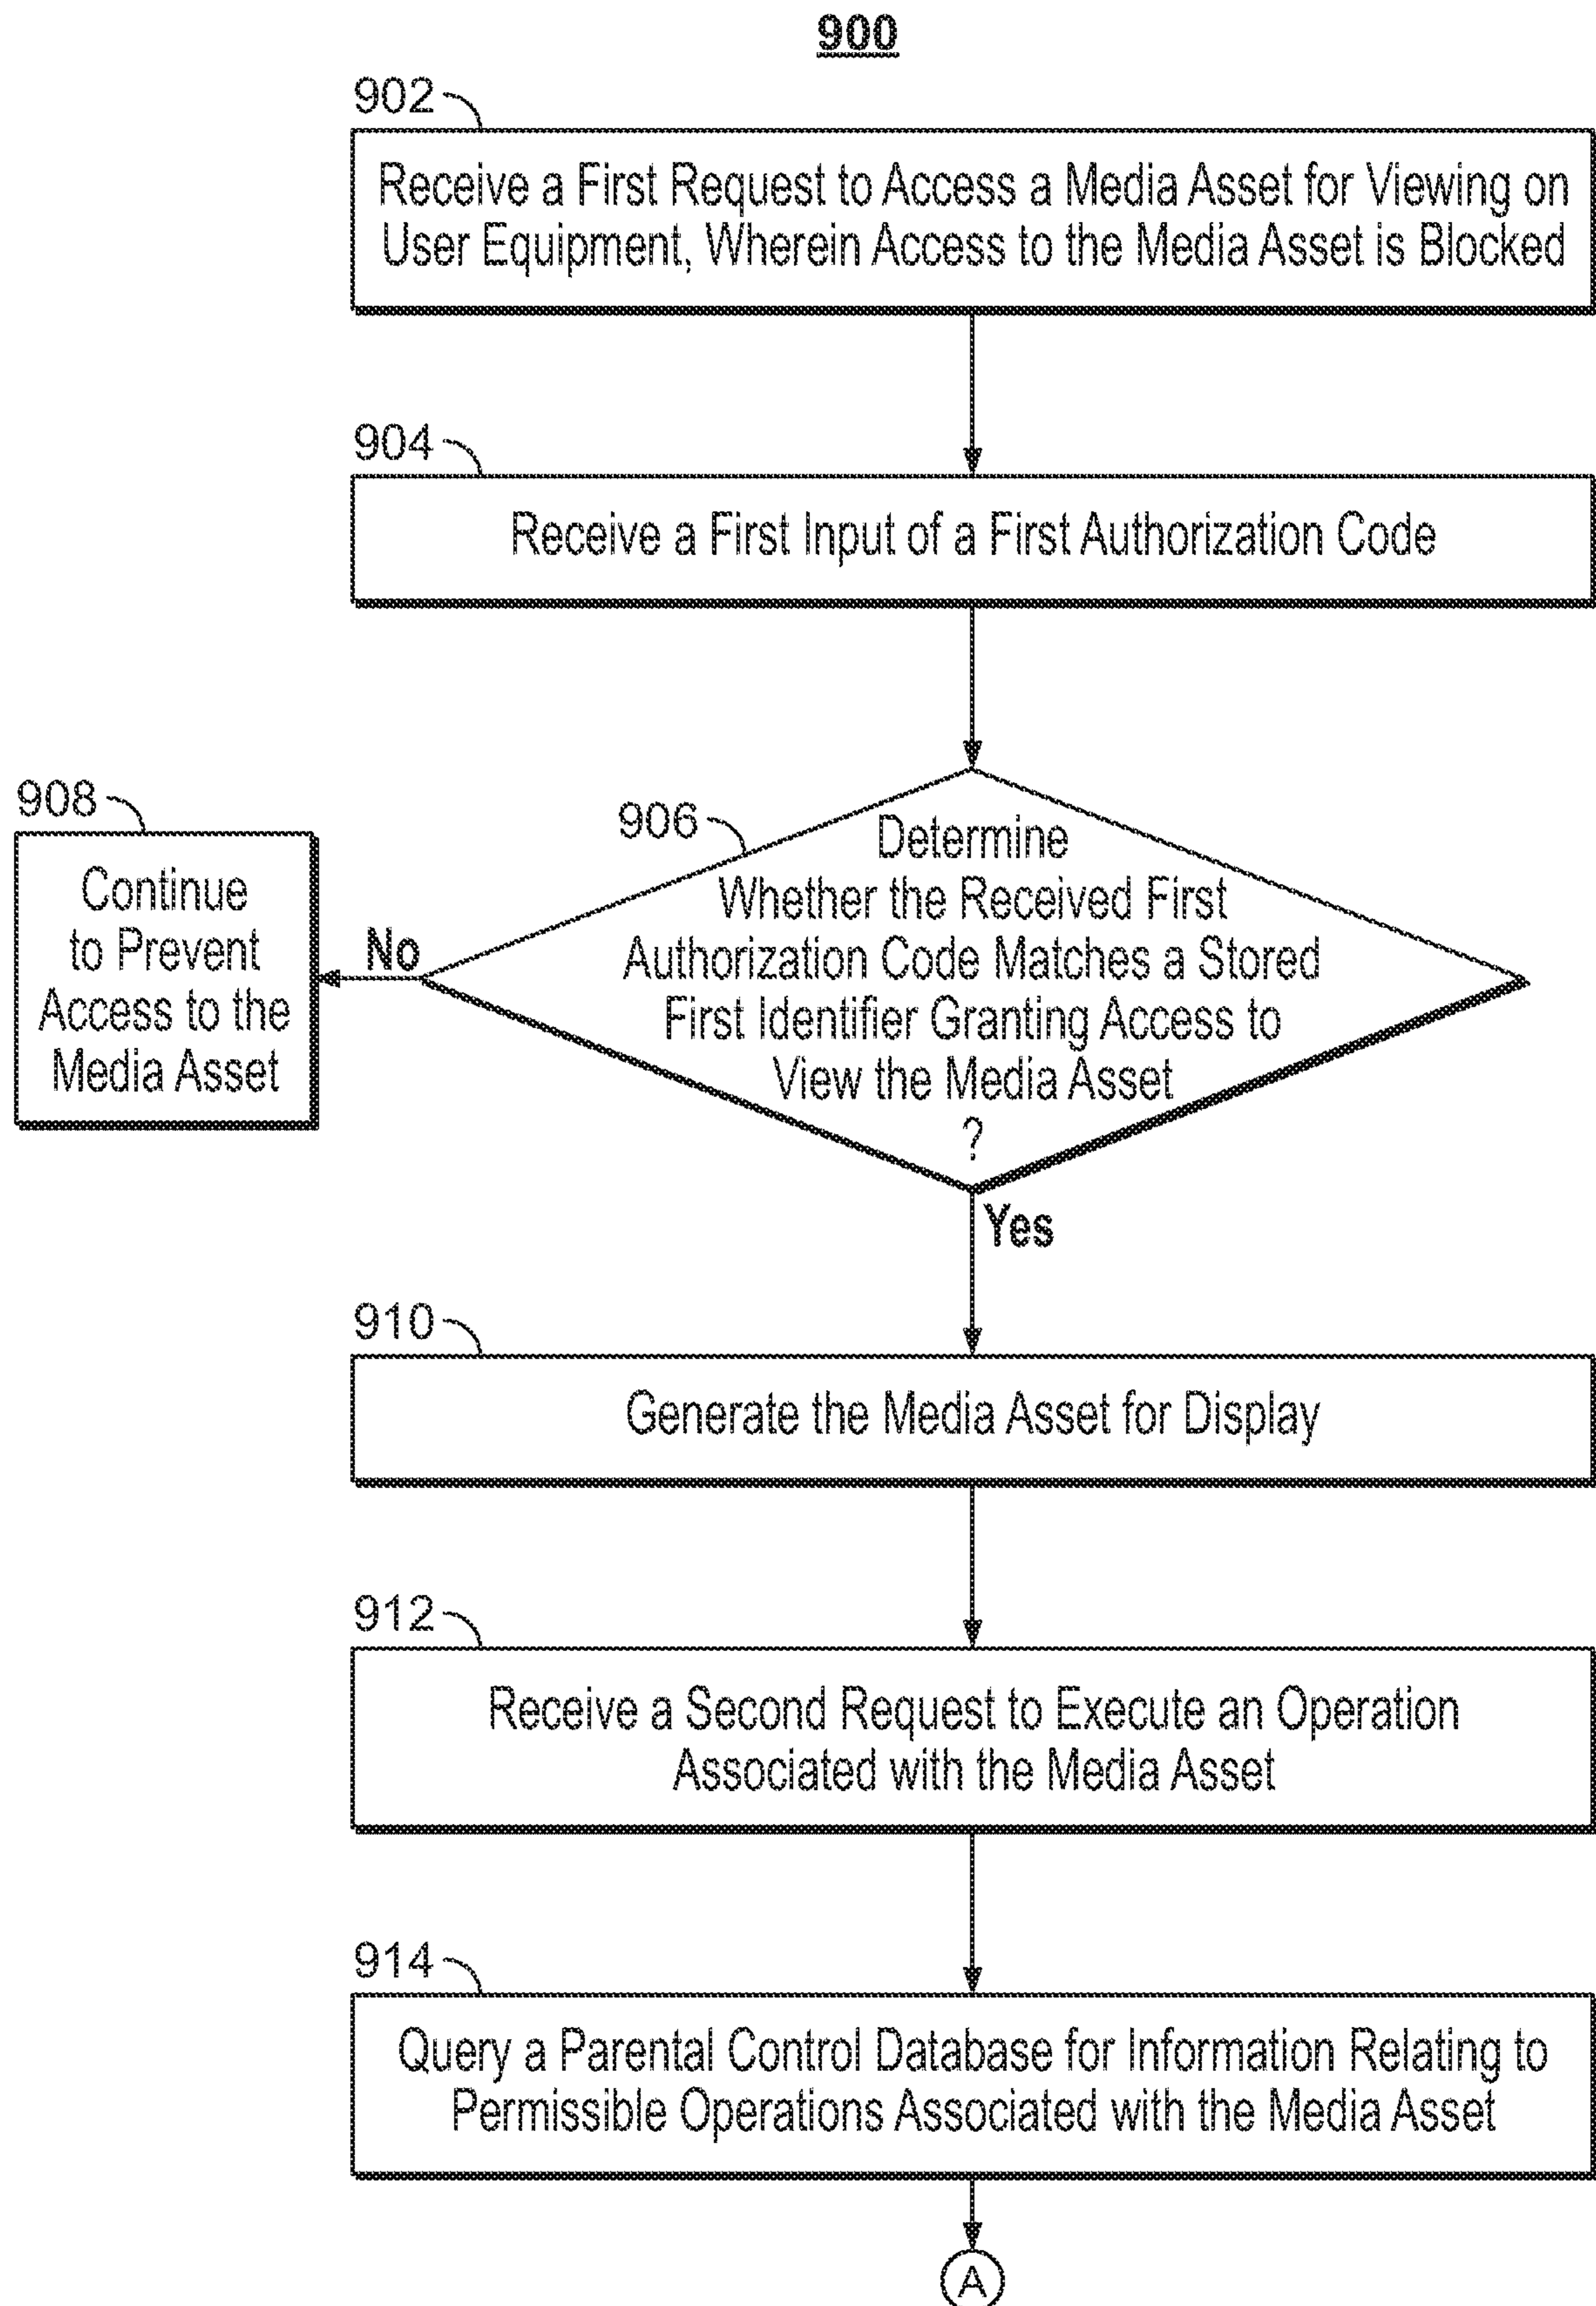 900
902
Receive a First Request to Access a Media Asset for Viewing on
User Equipment, Wherein Access to the Media Asset is Blocked
904
Receive a First Input of a First Authorization Code
906
Determine
Whether the Received First
Authorization Code Matches a Stored
First Identifier Granting Access to
View the Media Asset
?
No
908
Continue
to Prevent
Access to the
Media Asset
Yes
910
Generate the Media Asset for Display
912
Receive a Second Request to Execute an Operation
Associated with the Media Asset
914
Query a Parental Control Database for Information Relating to
Permissible Operations Associated with the Media Asset
A